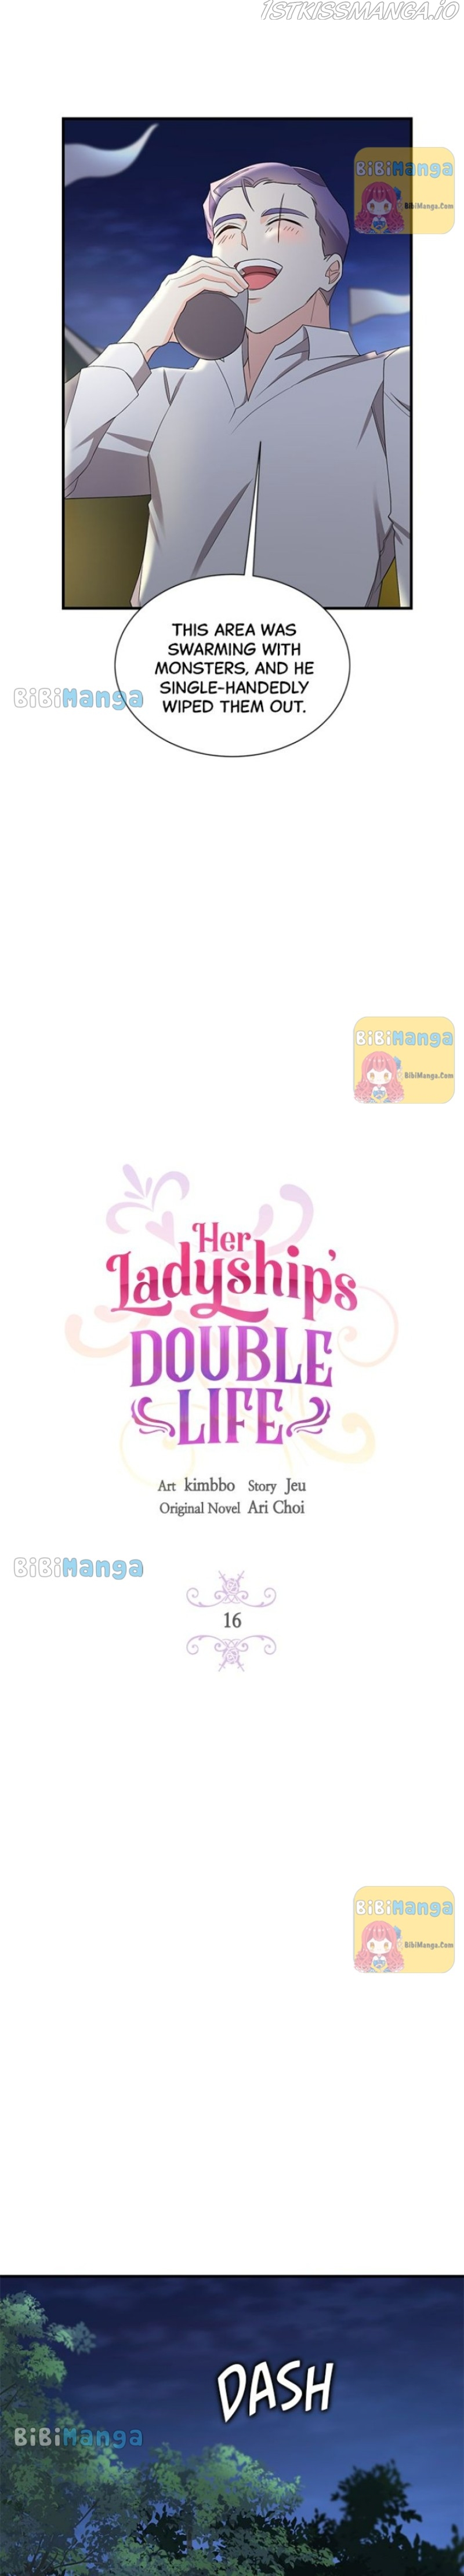 1STKISSMANGA.IO
BiBiManga
BibiManga.Com
THIS AREA WAS
SWARMING WITH
MONSTERS, AND HE
SINGLE-HANDEDLY
WIPED THEM OUT.
BiBiManga
BiBiManga
BibiManga.Com
Her
Ladyship's
DOUBLE
LIFE
Art kimbbo Story Jeu
Original Novel Ari Choi
BiBiManga
16
BiBiManga
BibiManga.Com
DASH
BiBiManga